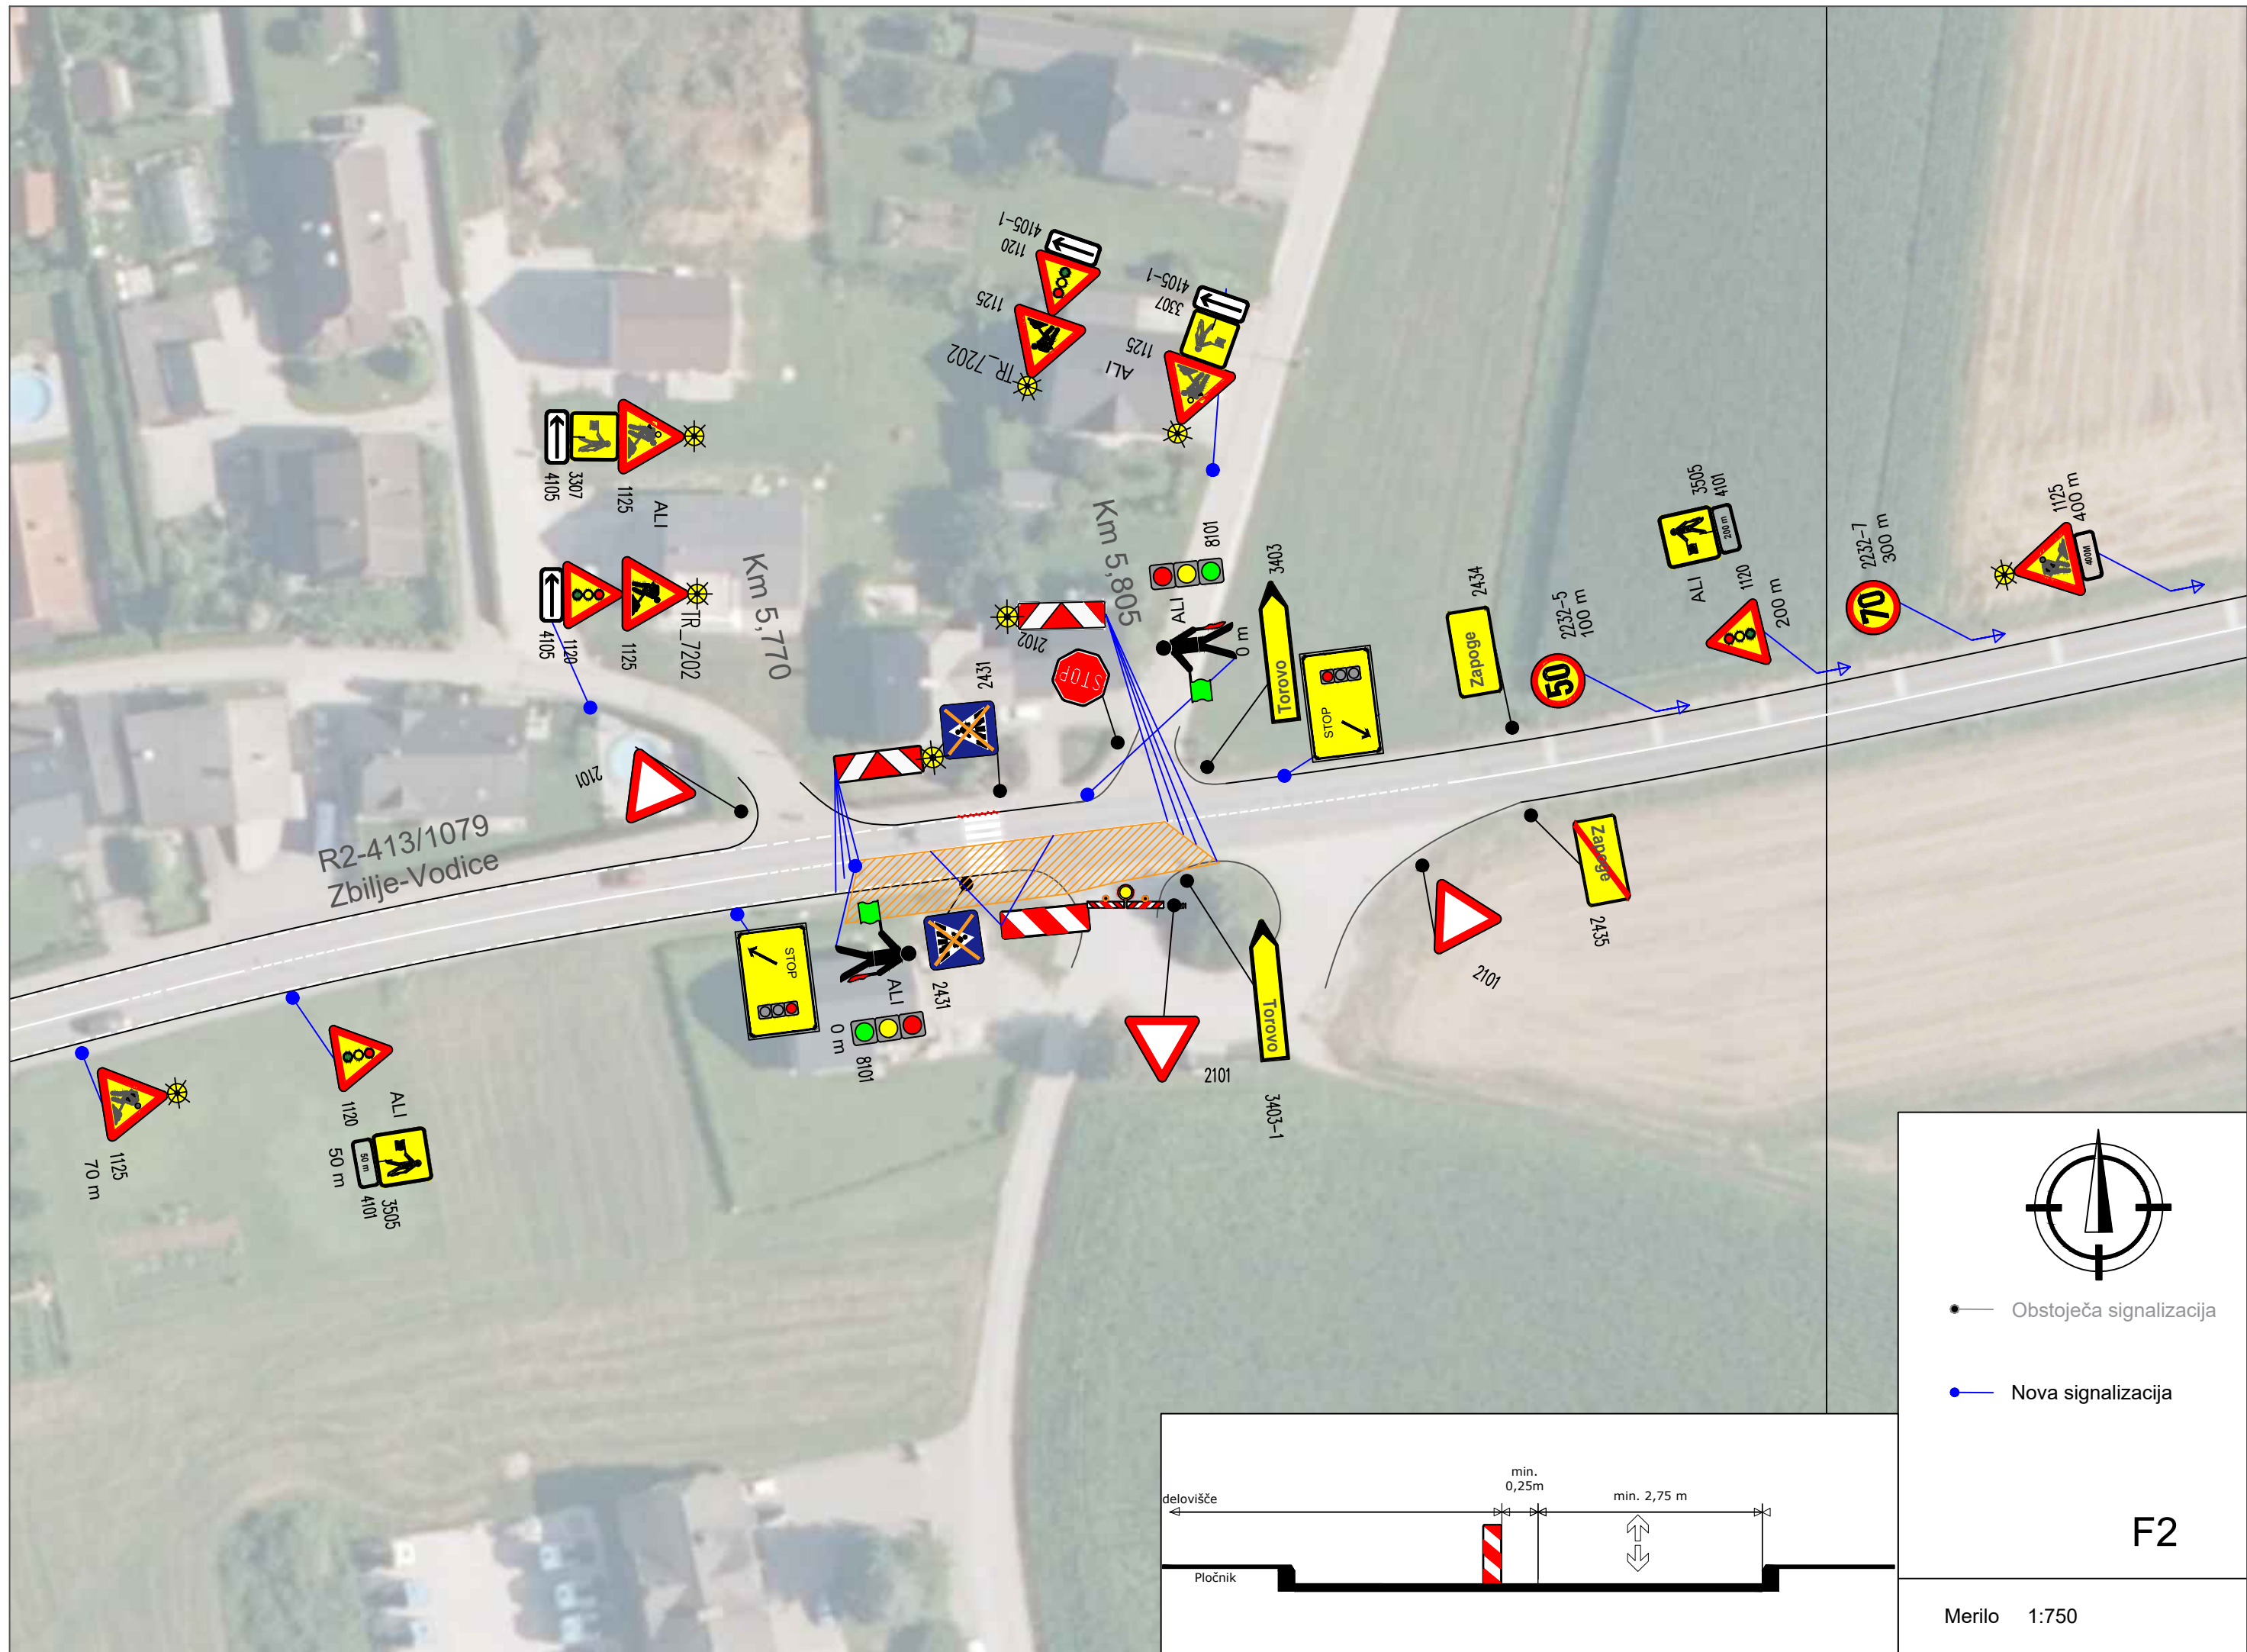 4105-1
1120
1125
TR_7202
4105-1
3307
1125
ALI
4105
3307
1125
ALI
4105
1120
1125
TR_7202
Km 5,770
Km 5,805
8101
ALI
0 m
2102
STOP
2431
3403
Torovo
STOP
2434
Zapoge
2232-5
100 m
50
3505
4101
200 m
ALI
1120
200 m
2232-7
300 m
70
1125
400 m
400M
2101
R2-413/1079
Zbilje-Vodice
STOP
ALI
0 m
8101
2431
2101
Torovo
3403-1
2101
Zapoge
2435
1125
70 m
1120
ALI
50 m
50 m
4101
3505
Obstoječa signalizacija
Nova signalizacija
F2
Merilo 1:750
delovišče
min.
0,25m
min. 2,75 m
Pločnik